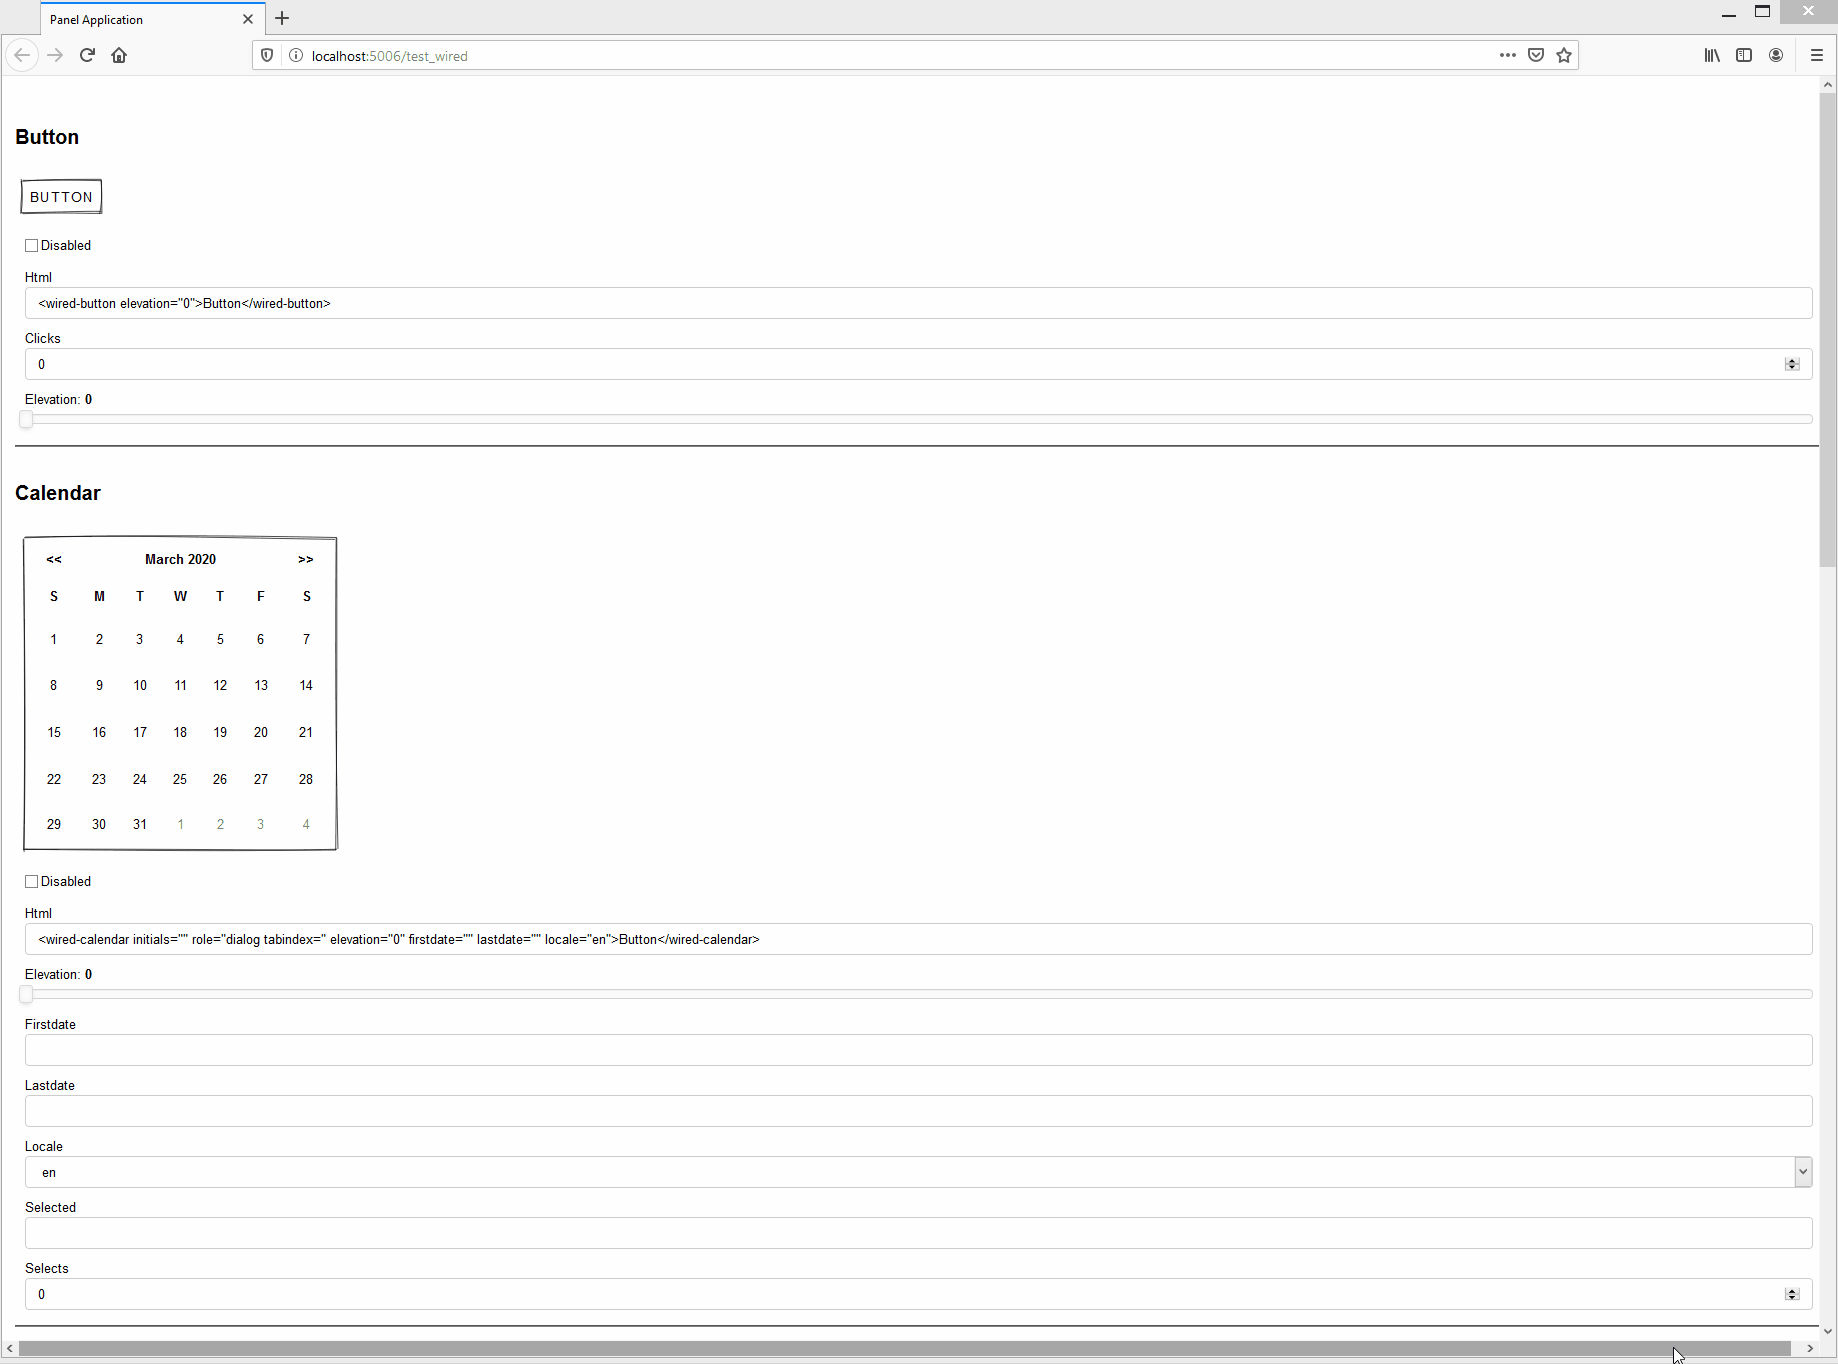 Panel Application
localhost:5006/test_wired
Button
BUTTON
Disabled
Html
<wired-button elevation="0">Button</wired-button>
Clicks
0
Elevation: 0
Calendar
<< March 2020 >>
S M T W T F S
1 2 3 4 5 6 7
8 9 10 11 12 13 14
15 16 17 18 19 20 21
22 23 24 25 26 27 28
29 30 31 1 2 3 4
Disabled
Html
<wired-calendar initials="" role="dialog tabindex=" elevation="0" firstdate="" lastdate="" locale="en">Button</wired-calendar>
Elevation: 0
Firstdate
Lastdate
Locale
en
Selected
Selects
0